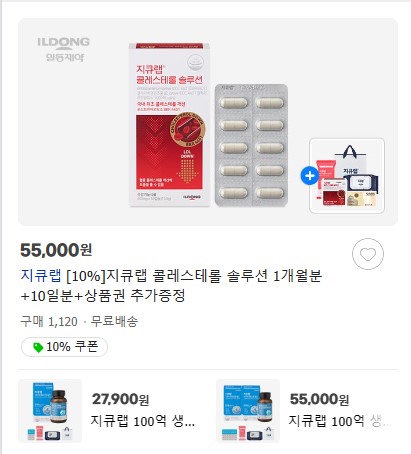 ILDONG
일동제약
지큐랩
콜레스테롤 솔루션
LDL
DOWN
ILDONG
지큐랩
55,000원
지큐랩 [10%]지큐랩 콜레스테롤 솔루션 1개월분
+10일분+상품권 추가증정
구매 1,120 · 무료배송
10% 쿠폰
27,900원
지큐랩 100억 생...
55,000원
지큐랩 100억 생...